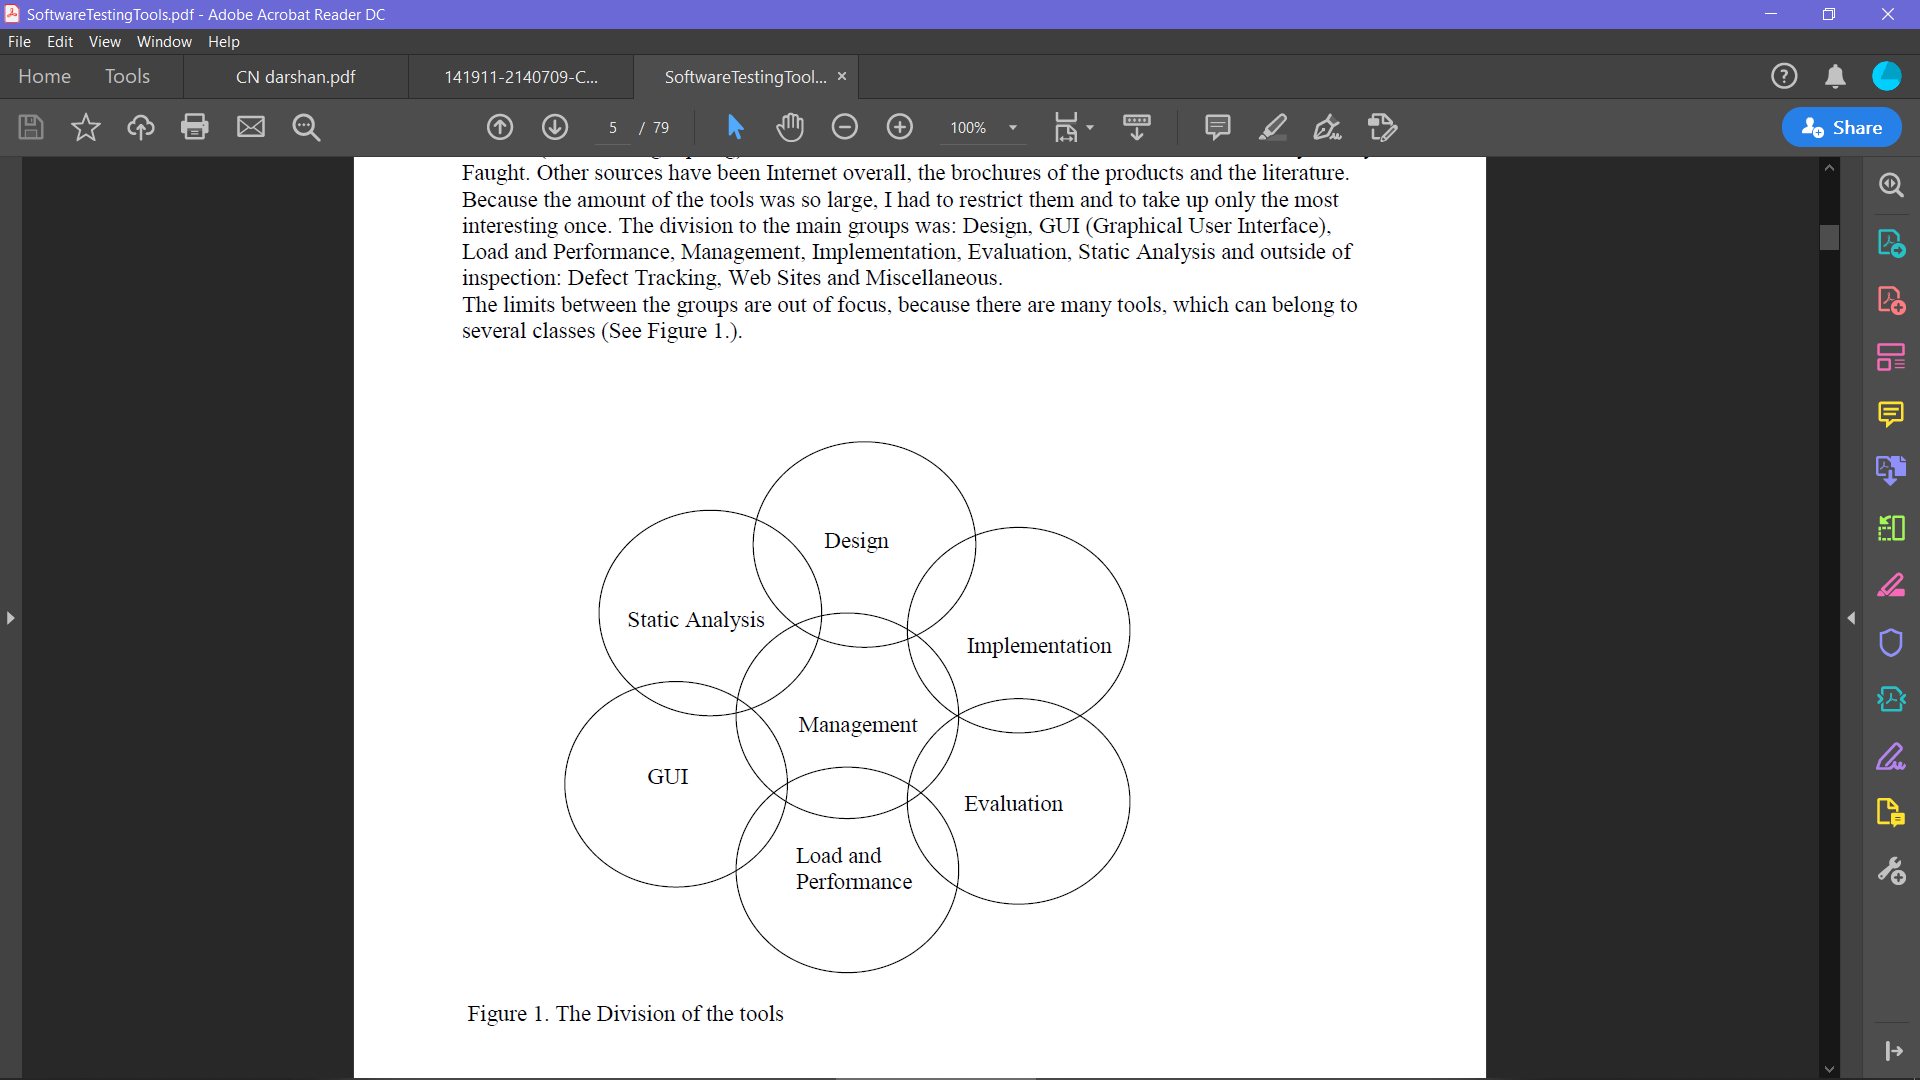 SoftwareTestingTools.pdf - Adobe Acrobat Reader DC
File Edit View Window Help
Home Tools CN darshan.pdf 141911-2140709-C... SoftwareTestingTool... ×
5 / 79 100% Share
Faught. Other sources have been Internet overall, the brochures of the products and the literature.
Because the amount of the tools was so large, I had to restrict them and to take up only the most
interesting once. The division to the main groups was: Design, GUI (Graphical User Interface),
Load and Performance, Management, Implementation, Evaluation, Static Analysis and outside of
inspection: Defect Tracking, Web Sites and Miscellaneous.
The limits between the groups are out of focus, because there are many tools, which can belong to
several classes (See Figure 1.).
Design
Static Analysis
Implementation
Management
GUI
Evaluation
Load and
Performance
Figure 1. The Division of the tools